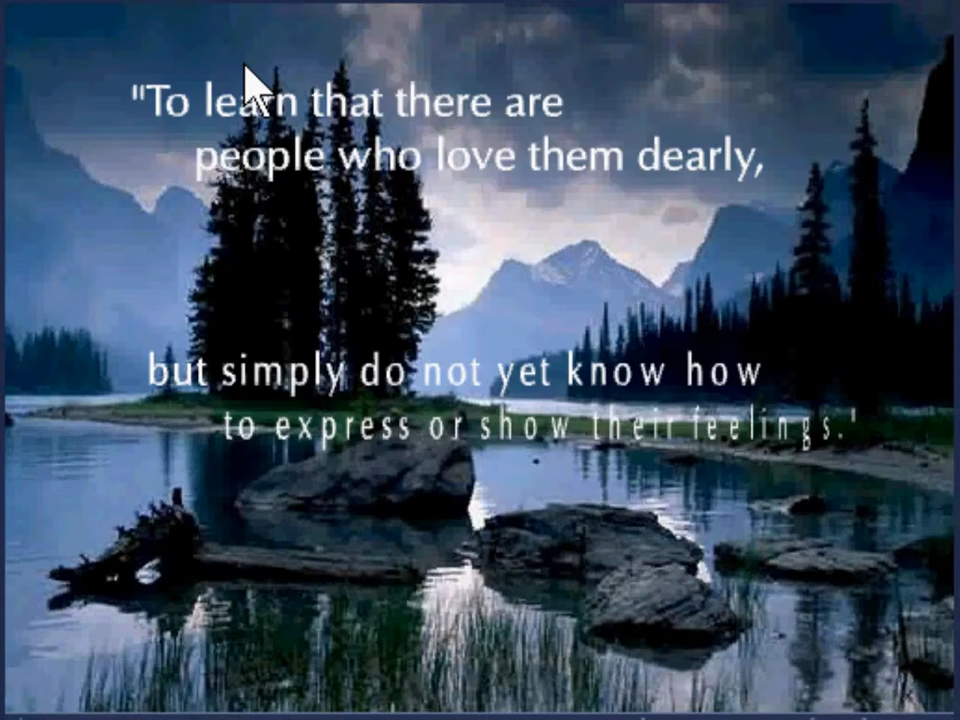 "To learn that there are
people who love them dearly,
but simply do not yet know how
to express or show their feelings."